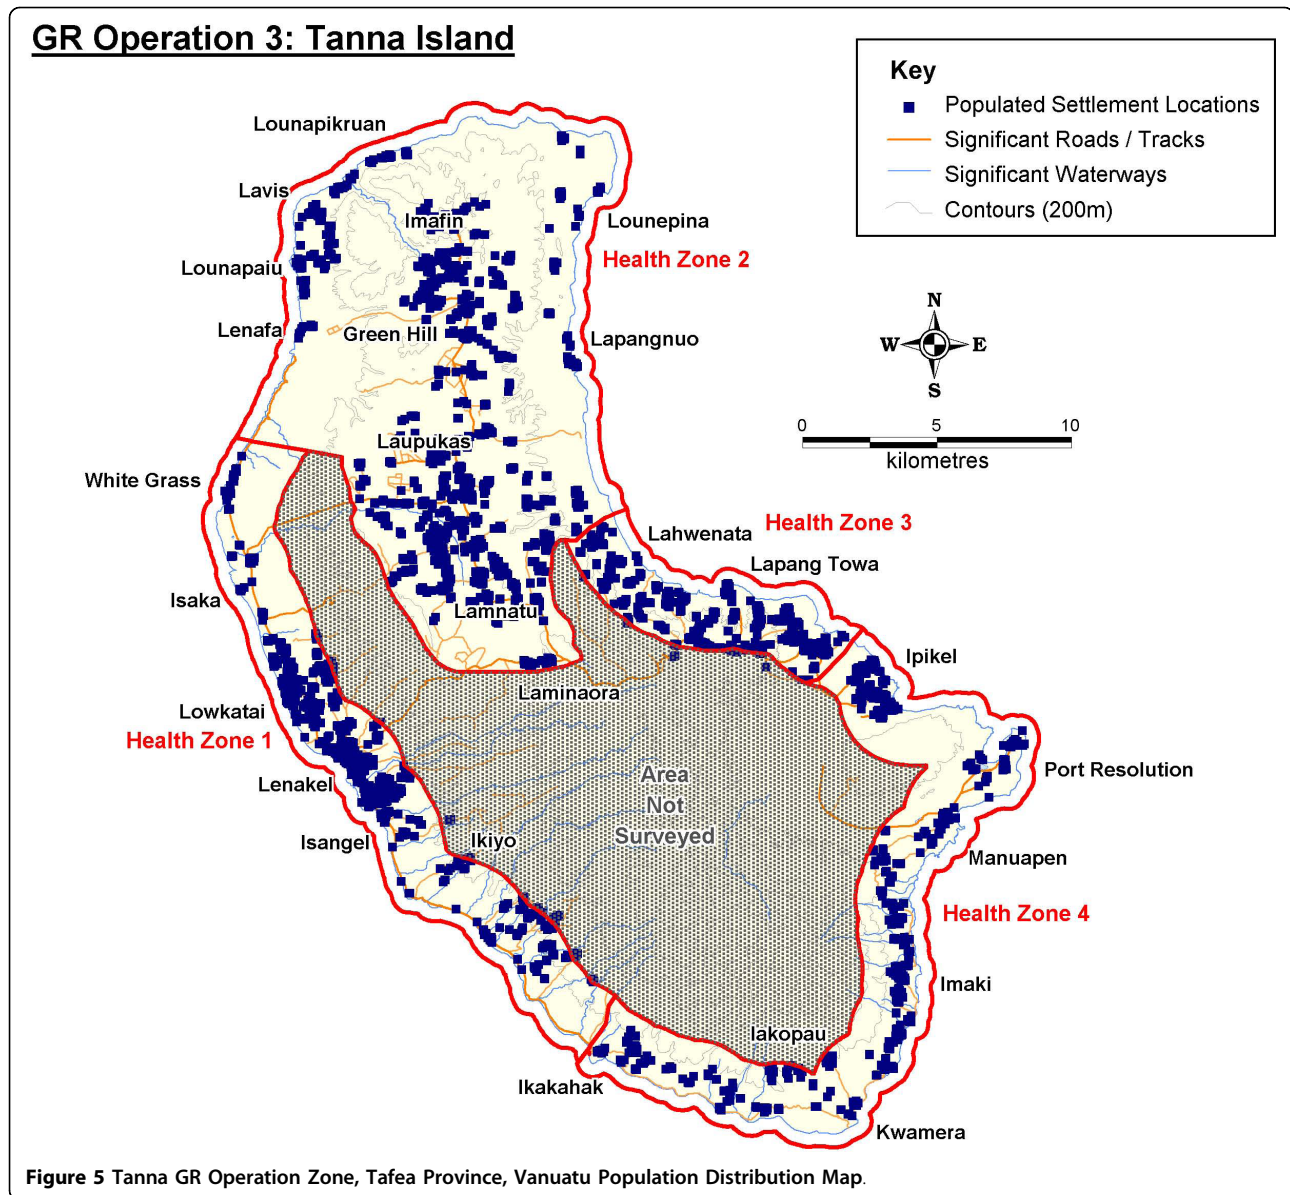 GR Operation 3: Tanna Island
Key
Populated Settlement Locations
Significant Roads / Tracks
Significant Waterways
Contours (200m)
Lounapikruan
Lavis
Imafin
Lounepina
Health Zone 2
Lounapaiu
Lenafa
Green Hill
Lapangnuo
N
W
E
S
0
5
10
kilometres
Laupukas
White Grass
Lahwenata
Health Zone 3
Lapang Towa
Isaka
Lamnatu
Ipikel
Laminaora
Lowkatai
Health Zone 1
Lenakel
Area
Not
Surveyed
Port Resolution
Isangel
Ikiyo
Manuapen
Health Zone 4
Imaki
Iakopau
Ikakahak
Kwamera
Figure 5 Tanna GR Operation Zone, Tafea Province, Vanuatu Population Distribution Map.